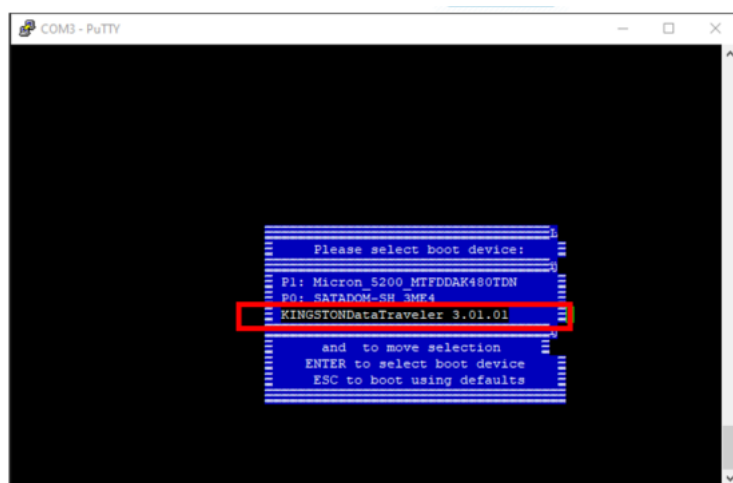 COM3 - PuTTY
Please select boot device:
P1: Micron_5200_MTFDDAK480TDN
P0: SATADOM-SH 3ME4
KINGSTONDataTraveler 3.01.01
and to move selection
ENTER to select boot device
ESC to boot using defaults